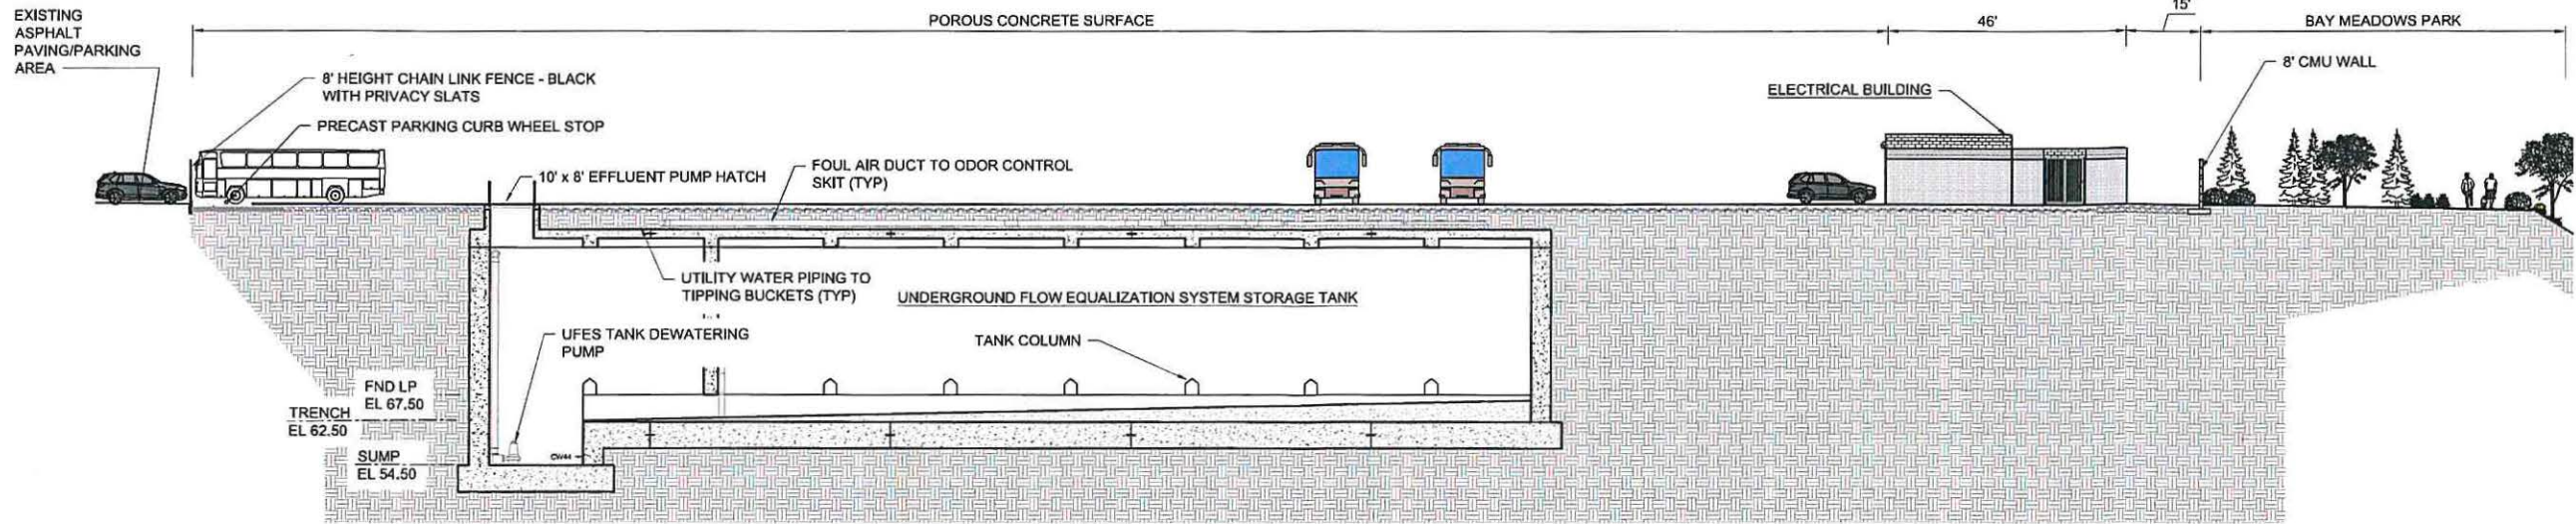 EXISTING
ASPHALT
PAVING/PARKING
AREA
POROUS CONCRETE SURFACE
46'
15'
BAY MEADOWS PARK
8' HEIGHT CHAIN LINK FENCE - BLACK
WITH PRIVACY SLATS
8' CMU WALL
ELECTRICAL BUILDING
PRECAST PARKING CURB WHEEL STOP
10' x 8' EFFLUENT PUMP HATCH
FOUL AIR DUCT TO ODOR CONTROL
SKIT (TYP)
UTILITY WATER PIPING TO
TIPPING BUCKETS (TYP)
UNDERGROUND FLOW EQUALIZATION SYSTEM STORAGE TANK
UFES TANK DEWATERING
PUMP
TANK COLUMN
FND LP
EL 67.50
TRENCH
EL 62.50
SUMP
EL 54.50